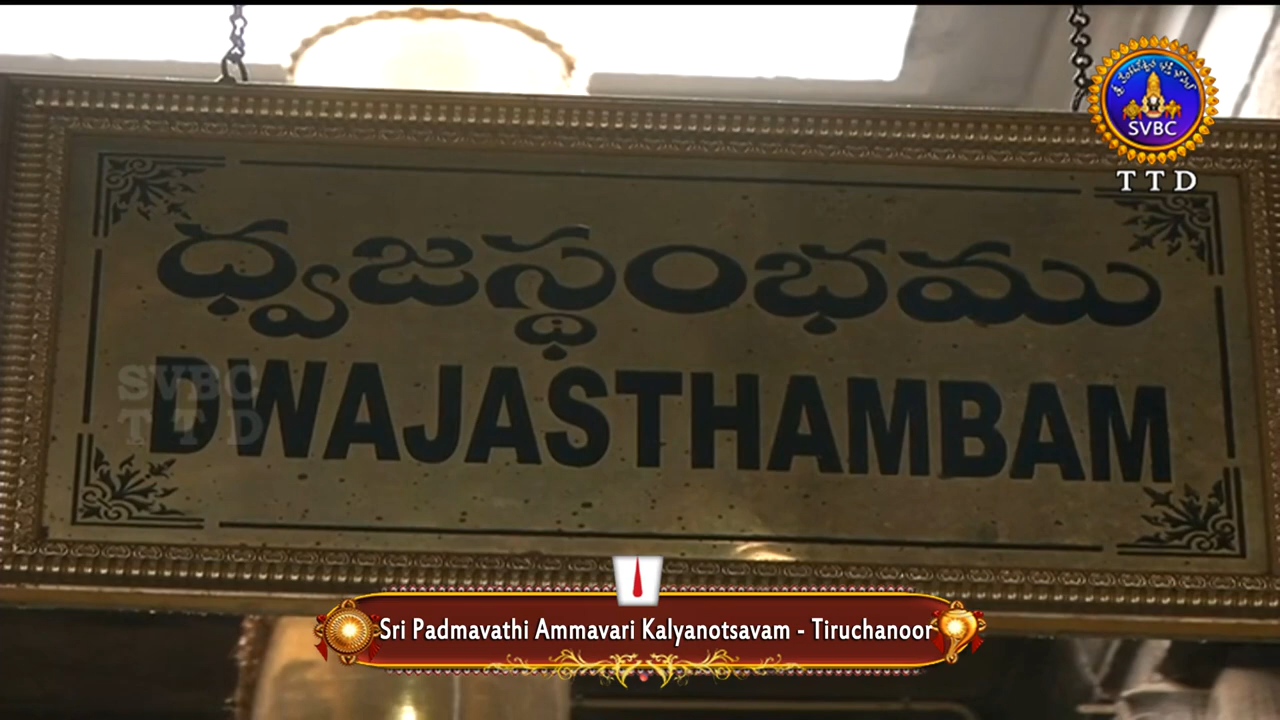 SVBC
TTD
ధ్వజస్థంభము
DWAJASTHAMBAM
SVBC
TTD
Sri Padmavathi Ammavari Kalyanotsavam - Tiruchanoor